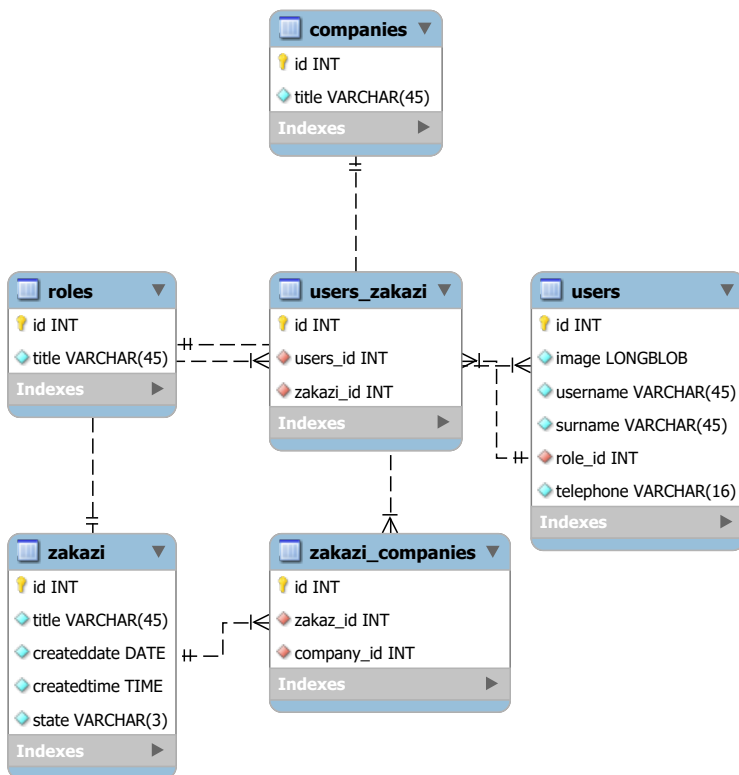 companies
id INT
title VARCHAR(45)
Indexes
roles
id INT
title VARCHAR(45)
Indexes
users_zakazi
id INT
users_id INT
zakazi_id INT
Indexes
users
id INT
image LONGBLOB
username VARCHAR(45)
surname VARCHAR(45)
role_id INT
telephone VARCHAR(16)
Indexes
zakazi
id INT
title VARCHAR(45)
createddate DATE
createdtime TIME
state VARCHAR(3)
Indexes
zakazi_companies
id INT
zakaz_id INT
company_id INT
Indexes